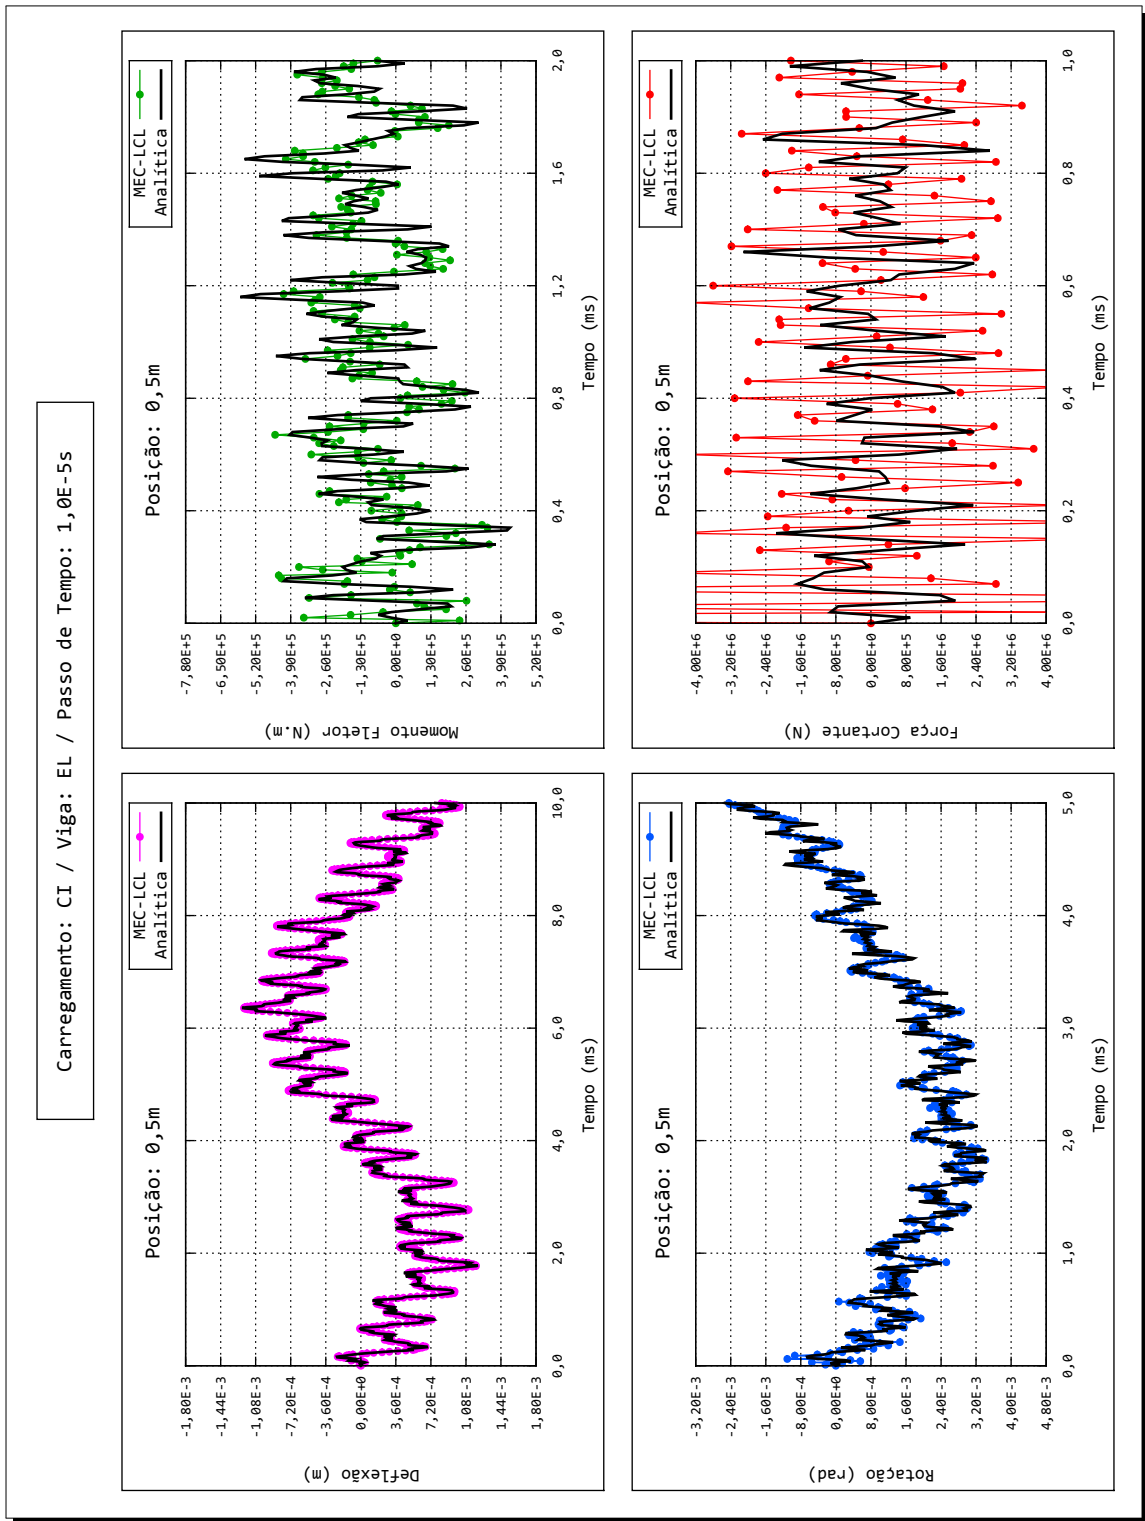 Carregamento: CI / Viga: EL / Passo de Tempo: 1,0E-5s
Posição: 0,5m
MEC-LCL
Analítica
Deflexão (m)
-1,80E-3
-1,44E-3
-1,08E-3
-7,20E-4
-3,60E-4
0,00E+0
3,60E-4
7,20E-4
1,08E-3
1,44E-3
1,80E-3
0,0
2,0
4,0
6,0
8,0
10,0
Tempo (ms)
Posição: 0,5m
MEC-LCL
Analítica
Momento Fletor (N.m)
-7,80E+5
-6,50E+5
-5,20E+5
-3,90E+5
-2,60E+5
-1,30E+5
0,00E+0
1,30E+5
2,60E+5
3,90E+5
5,20E+5
0,0
0,4
0,8
1,2
1,6
2,0
Tempo (ms)
Posição: 0,5m
MEC-LCL
Analítica
Rotação (rad)
-3,20E-3
-2,40E-3
-1,60E-3
-8,00E-4
0,00E+0
8,00E-4
1,60E-3
2,40E-3
3,20E-3
4,00E-3
4,80E-3
0,0
1,0
2,0
3,0
4,0
5,0
Tempo (ms)
Posição: 0,5m
MEC-LCL
Analítica
Força Cortante (N)
-4,00E+6
-3,20E+6
-2,40E+6
-1,60E+6
-8,00E+5
0,00E+0
8,00E+5
1,60E+6
2,40E+6
3,20E+6
4,00E+6
0,0
0,2
0,4
0,6
0,8
1,0
Tempo (ms)